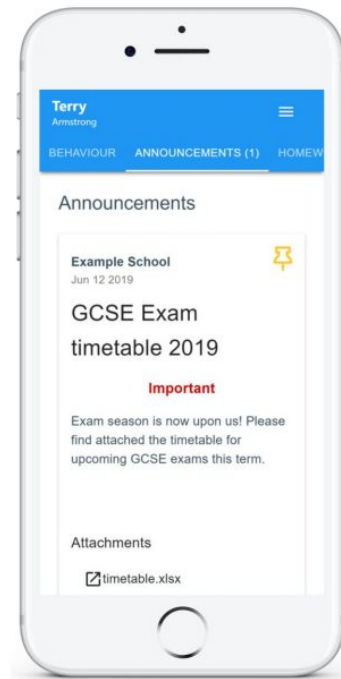 Terry
Armstrong
BEHAVIOUR ANNOUNCEMENTS (1) HOMEW
Announcements
Example School
Jun 12 2019
GCSE Exam
timetable 2019
Important
Exam season is now upon us! Please
find attached the timetable for
upcoming GCSE exams this term.
Attachments
timetable.xlsx